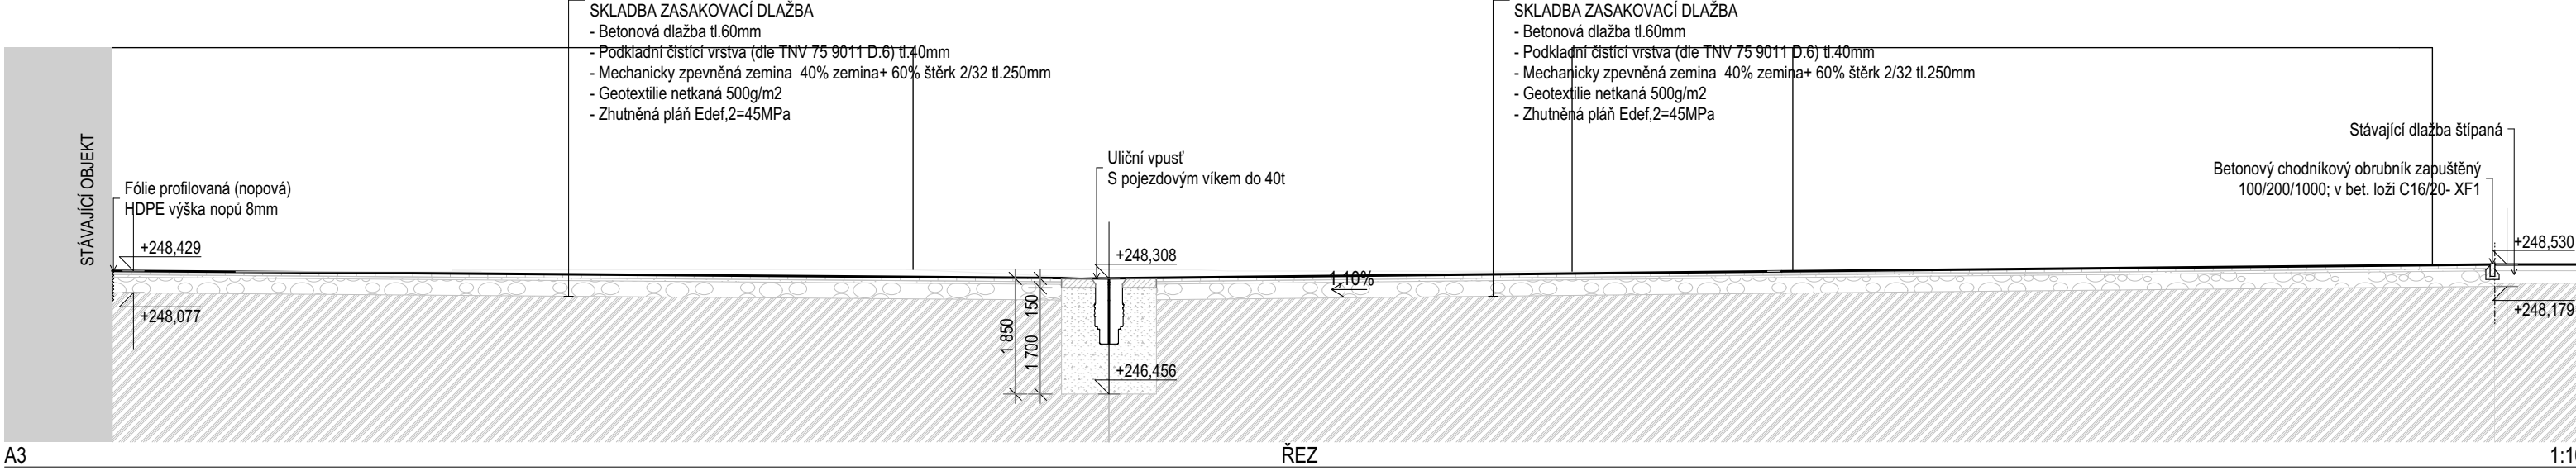 SKLADBA ZASAKOVACÍ DLAŽBA
- Betonová dlažba tl.60mm
- Podkladní čistící vrstva (dle TNV 75 9011 D.6) tl.40mm
- Mechanicky zpevněná zemina 40% zemina+ 60% štěrk 2/32 tl.250mm
- Geotextilie netkaná 500g/m2
- Zhutněná pláň Edef,2=45MPa
SKLADBA ZASAKOVACÍ DLAŽBA
- Betonová dlažba tl.60mm
- Podkladní čistící vrstva (dle TNV 75 9011 D.6) tl.40mm
- Mechanicky zpevněná zemina 40% zemina+ 60% štěrk 2/32 tl.250mm
- Geotextilie netkaná 500g/m2
- Zhutněná pláň Edef,2=45MPa
STÁVAJÍCÍ OBJEKT
Fólie profilovaná (nopová)
HDPE výška nopů 8mm
Uliční vpusť
S pojezdovým víkem do 40t
Stávající dlažba štípaná
Betonový chodníkový obrubník zapuštěný
100/200/1000; v bet. loži C16/20- XF1
+248,429
+248,077
+248,308
+246,456
1 850
150
1 700
1,10%
+248,530
+248,179
A3
ŘEZ